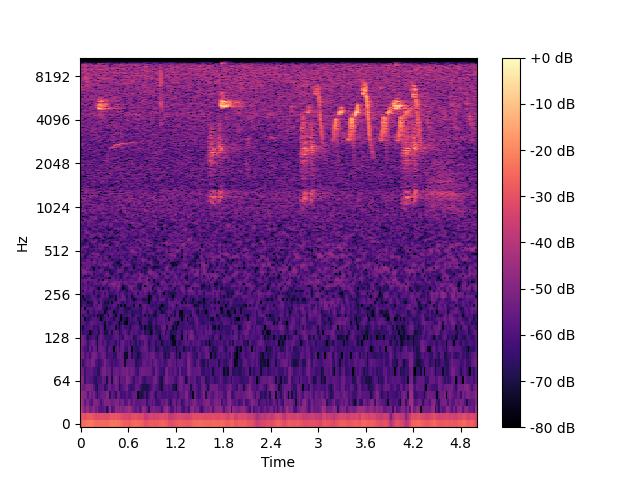 +0 dB
8192
-10 dB
4096
-20 dB
2048
-30 dB
1024
-40 dB
Hz
512
-50 dB
256
-60 dB
128
64
-70 dB
0
-80 dB
0 0.6 1.2 1.8 2.4 3 3.6 4.2 4.8
Time